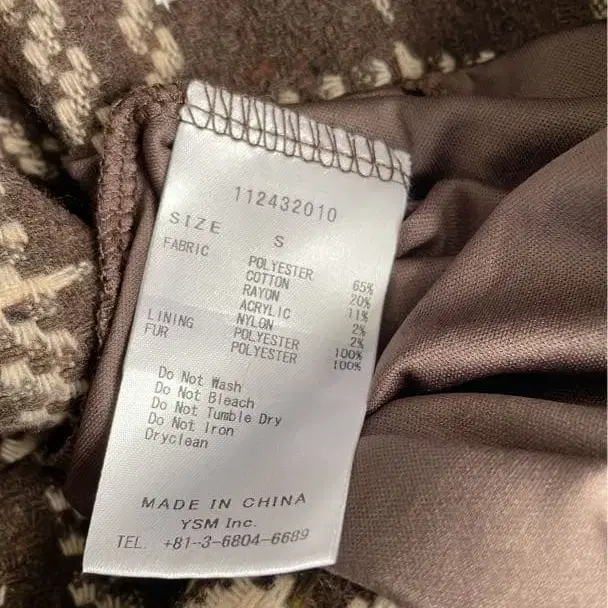 112432010
SIZE S
FABRIC POLYESTER 65%
COTTON 20%
RAYON 11%
ACRYLIC 2%
NYLON 2%
LINING POLYESTER 100%
FUR POLYESTER 100%
Do Not Wash
Do Not Bleach
Do Not Tumble Dry
Do Not Iron
Dryclean
MADE IN CHINA
YSM Inc.
TEL. +81-3-6804-6689